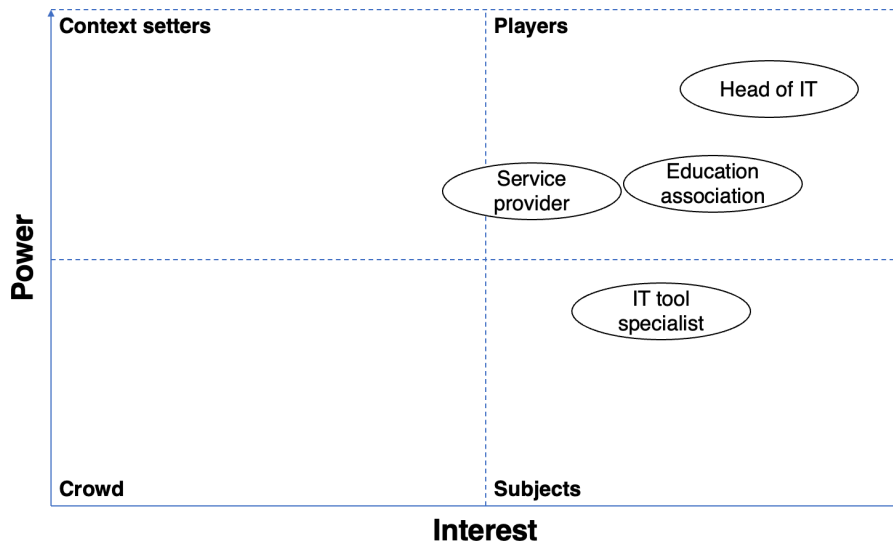 Context setters
Players
Head of IT
Service
provider
Education
association
Power
IT tool
specialist
Crowd
Subjects
Interest